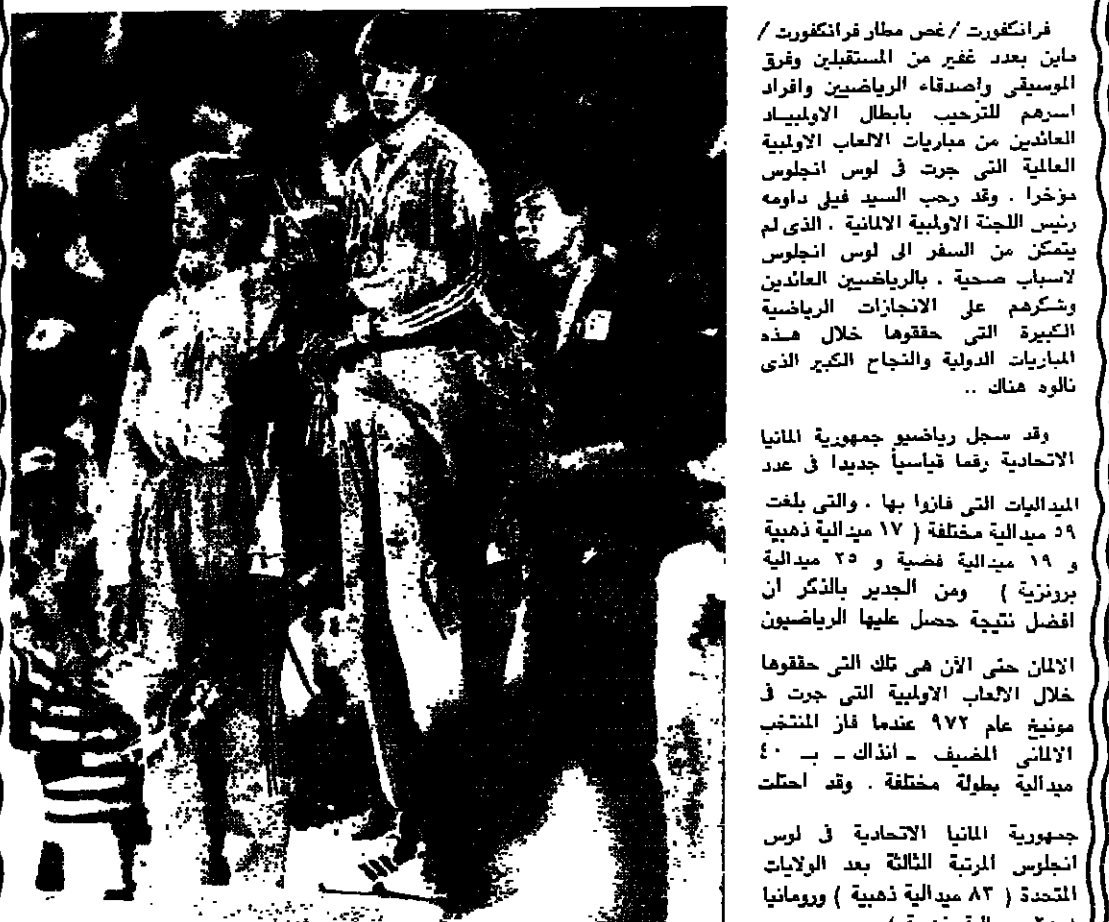 فرانكفورت / غص مطار فرانكفورت /
ماين بعدد غفير من المستقبلين وفرق
الموسيقى واصدقاء الرياضيين وافراد
اسرهم للترحيب بابطال الاولمبياد
العائدين من مباريات الالعاب الاولمبية
العالمية التى جرت فى لوس انجلوس
مؤخرا . وقد رحب السيد فيلى داومه
رئيس اللجنة الاولمبية الالمانية . الذى لم
يتمكن من السفر الى لوس انجلوس
لاسباب صحية . بالرياضيين العائدين
وشكرهم على الانجازات الرياضية
الكبيرة التى حققوها خلال هذه
المباريات الدولية والنجاح الكبير الذى
نالوه هناك ..
وقد سجل رياضيو جمهورية المانيا
الاتحادية رقما قياسياً جديدا فى عدد
الميداليات التى فازوا بها . والتى بلغت
٥٩ ميدالية مختلفة ( ١٧ ميدالية ذهبية
و ١٩ ميدالية فضية و ٢٥ ميدالية
برونزية ) ومن الجدير بالذكر ان
افضل نتيجة حصل عليها الرياضيون
الالمان حتى الآن هى تلك التى حققوها
خلال الالعاب الاولمبية التى جرت فى
مونيخ عام ٩٧٢ عندما فاز المنتخب
الالمانى المضيف ـ انذاك ـ بـ ٤٠
ميدالية بطولة مختلفة . وقد احتلت
جمهورية المانيا الاتحادية فى لوس
انجلوس المرتبة الثالثة بعد الولايات
المتحدة ( ٨٣ ميدالية ذهبية ) ورومانيا